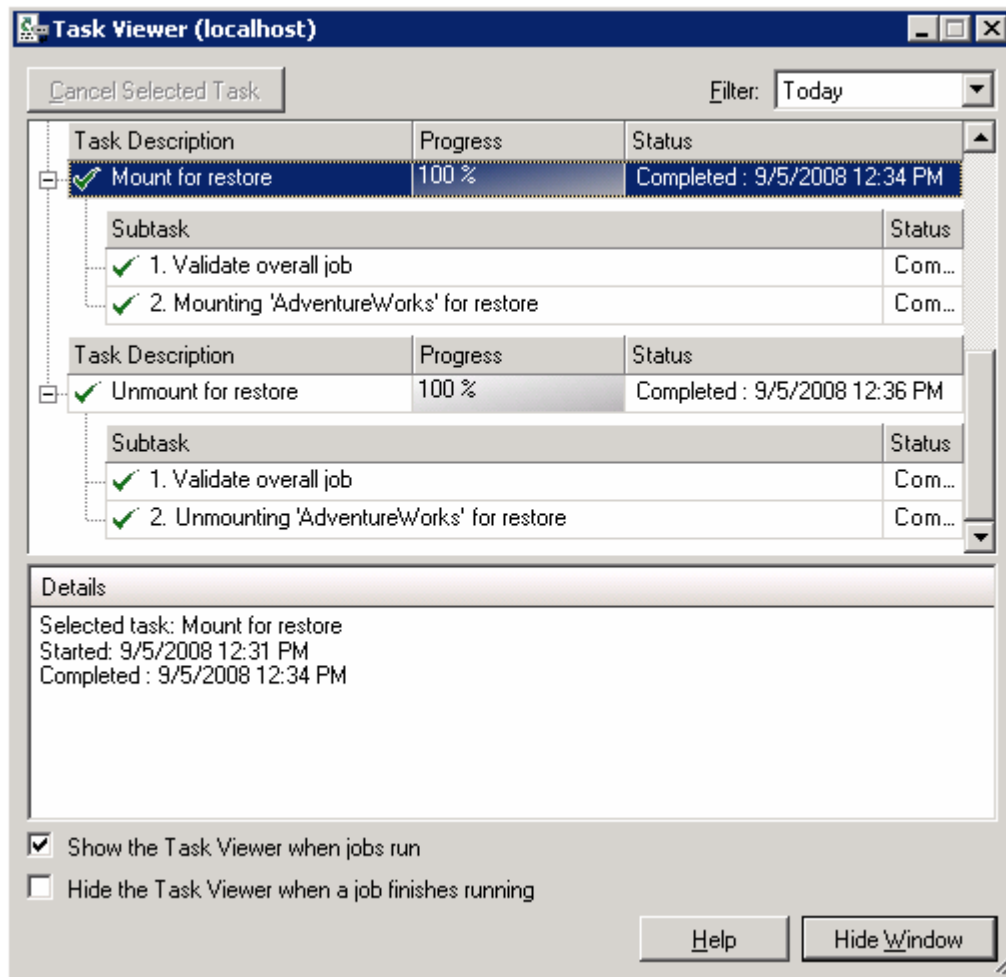 Task Viewer (localhost)
Cancel Selected Task Filter: Today
Task Description Progress Status
Mount for restore 100 % Completed : 9/5/2008 12:34 PM
Subtask Status
1. Validate overall job Com...
2. Mounting 'AdventureWorks' for restore Com...
Task Description Progress Status
Unmount for restore 100 % Completed : 9/5/2008 12:36 PM
Subtask Status
1. Validate overall job Com...
2. Unmounting 'AdventureWorks' for restore Com...
Details
Selected task: Mount for restore
Started: 9/5/2008 12:31 PM
Completed : 9/5/2008 12:34 PM
Show the Task Viewer when jobs run
Hide the Task Viewer when a job finishes running
Help Hide Window